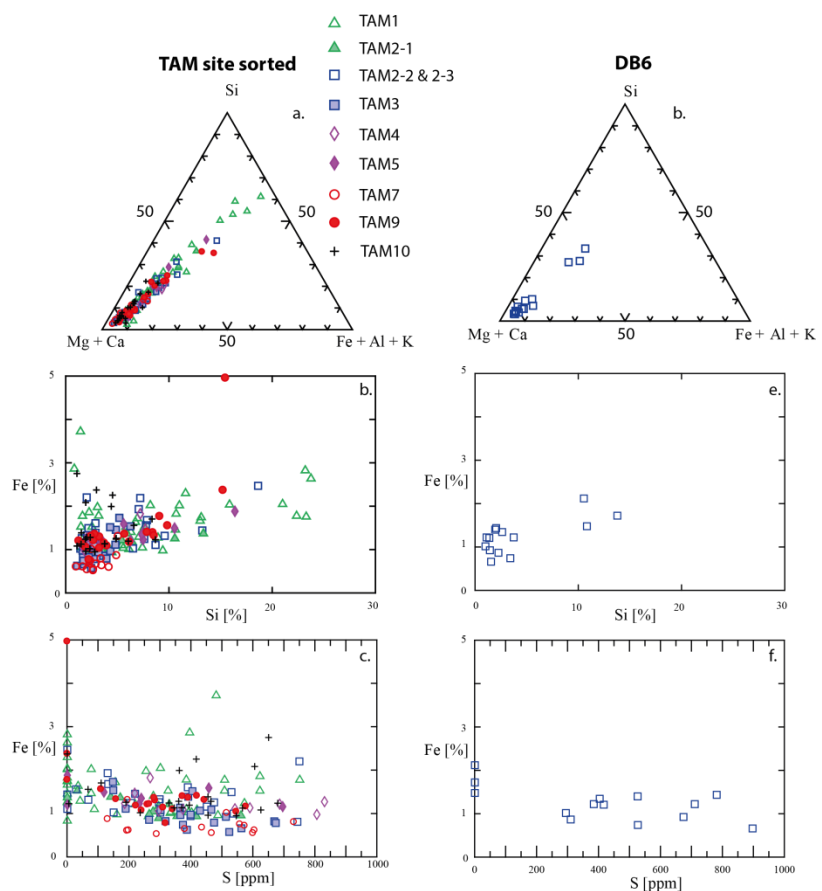 TAM site sorted
TAM1
TAM2-1
TAM2-2 & 2-3
TAM3
TAM4
TAM5
TAM7
TAM9
TAM10
DB6
Si
a.
50
50
Mg + Ca
50
Fe + Al + K
Si
b.
50
50
Mg + Ca
50
Fe + Al + K
b.
5
3
Fe [%]
1
0
0
10
20
30
Si [%]
e.
5
3
Fe [%]
1
0
0
10
20
30
Si [%]
c.
5
3
Fe [%]
1
0
0
200
400
600
800
1000
S [ppm]
f.
5
3
Fe [%]
1
0
0
200
400
600
800
1000
S [ppm]